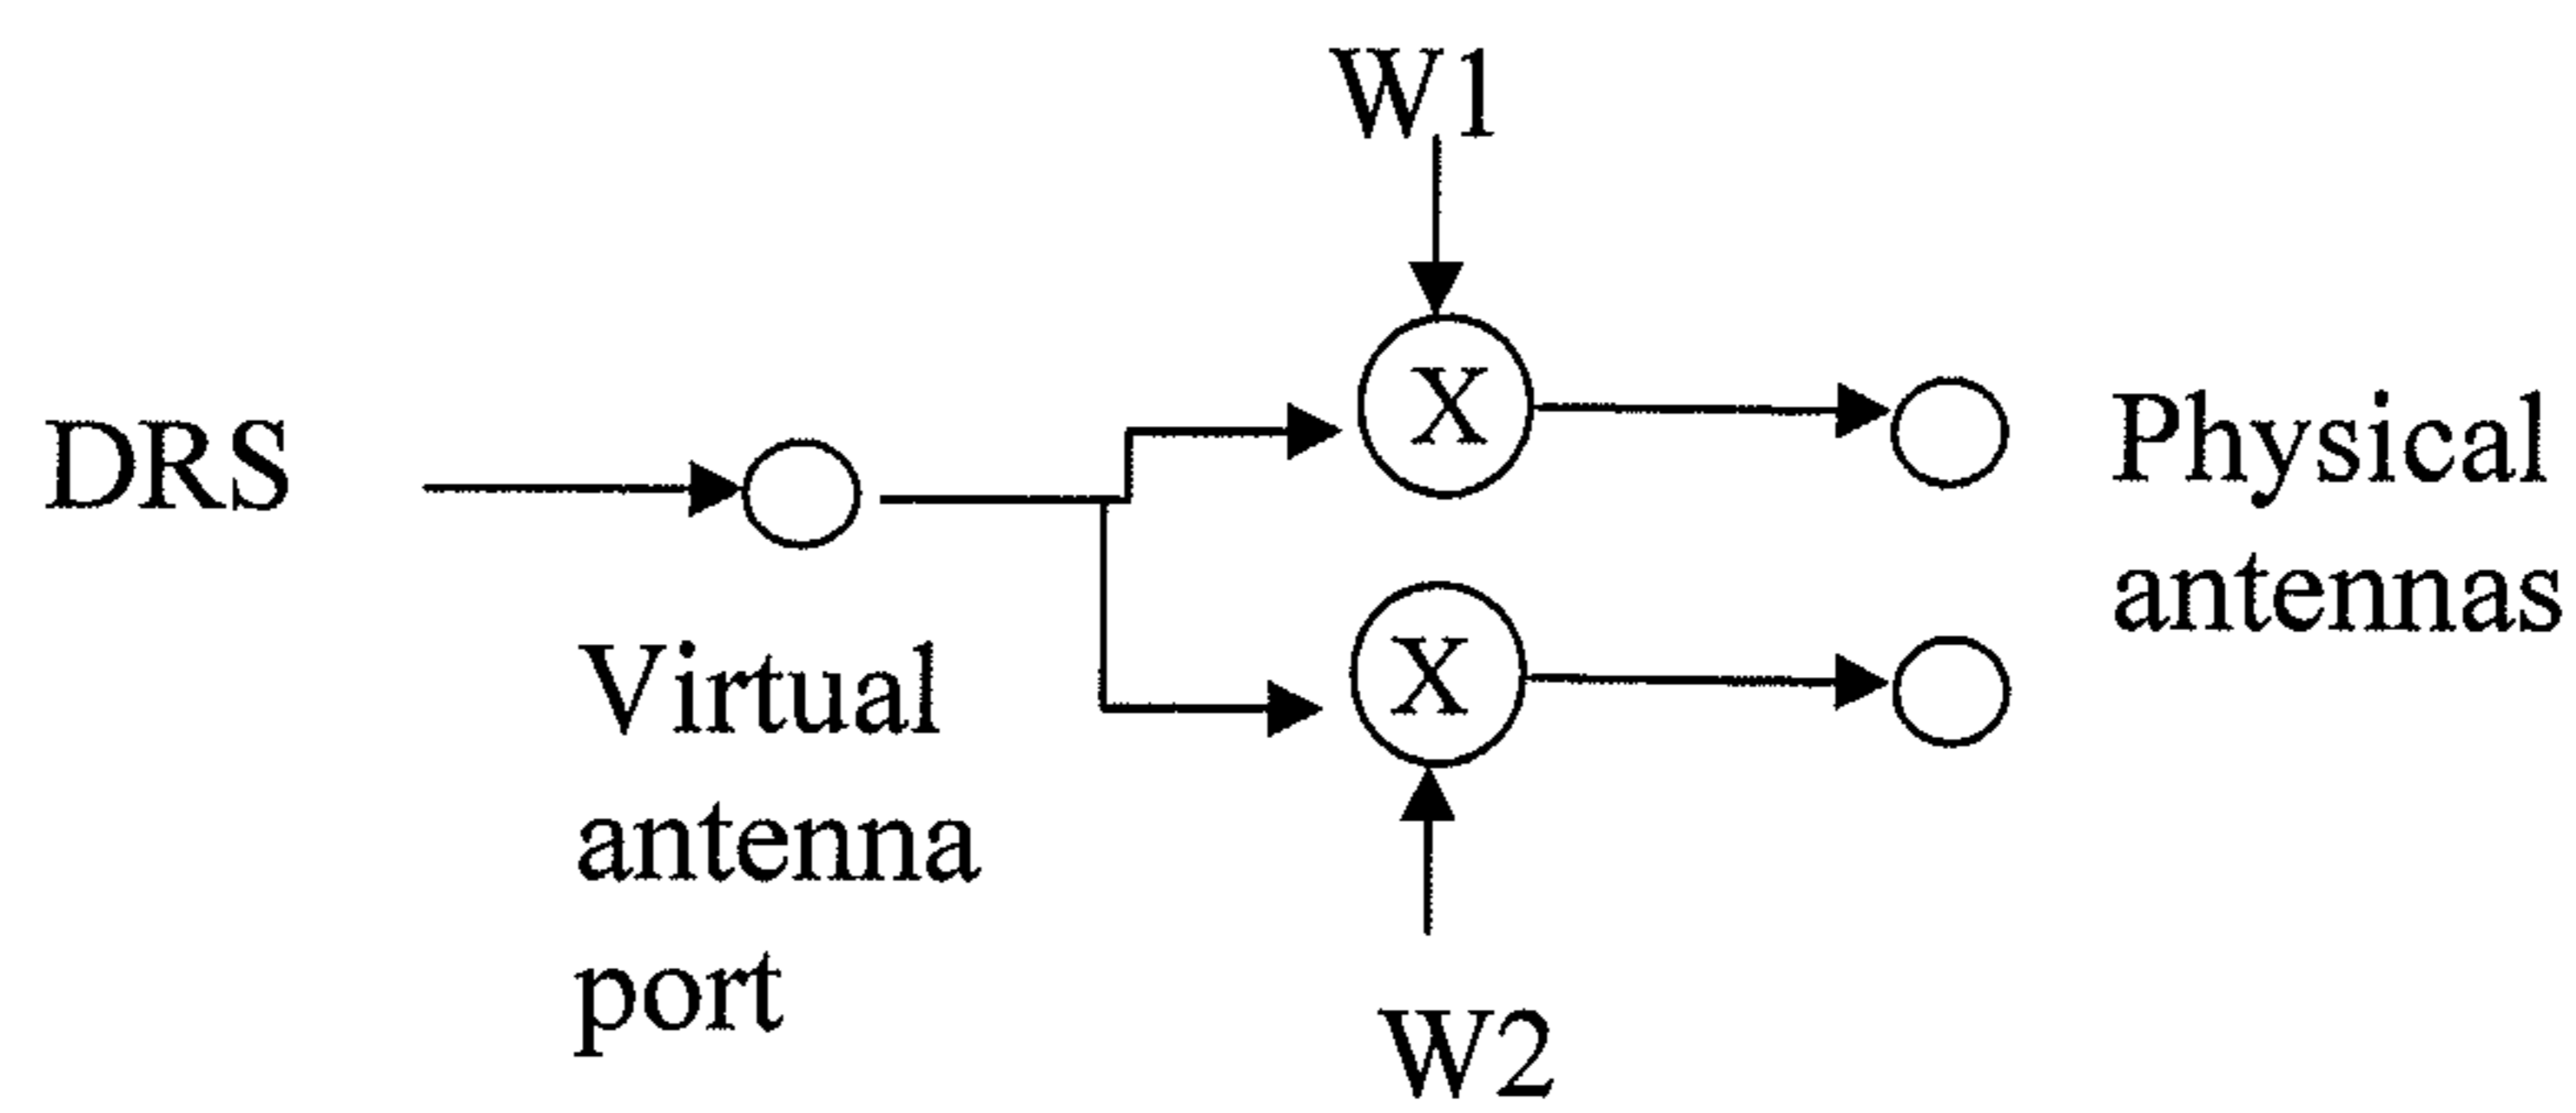 W1
X
DRS
Physical
antennas
Virtual
antenna
port
X
W2